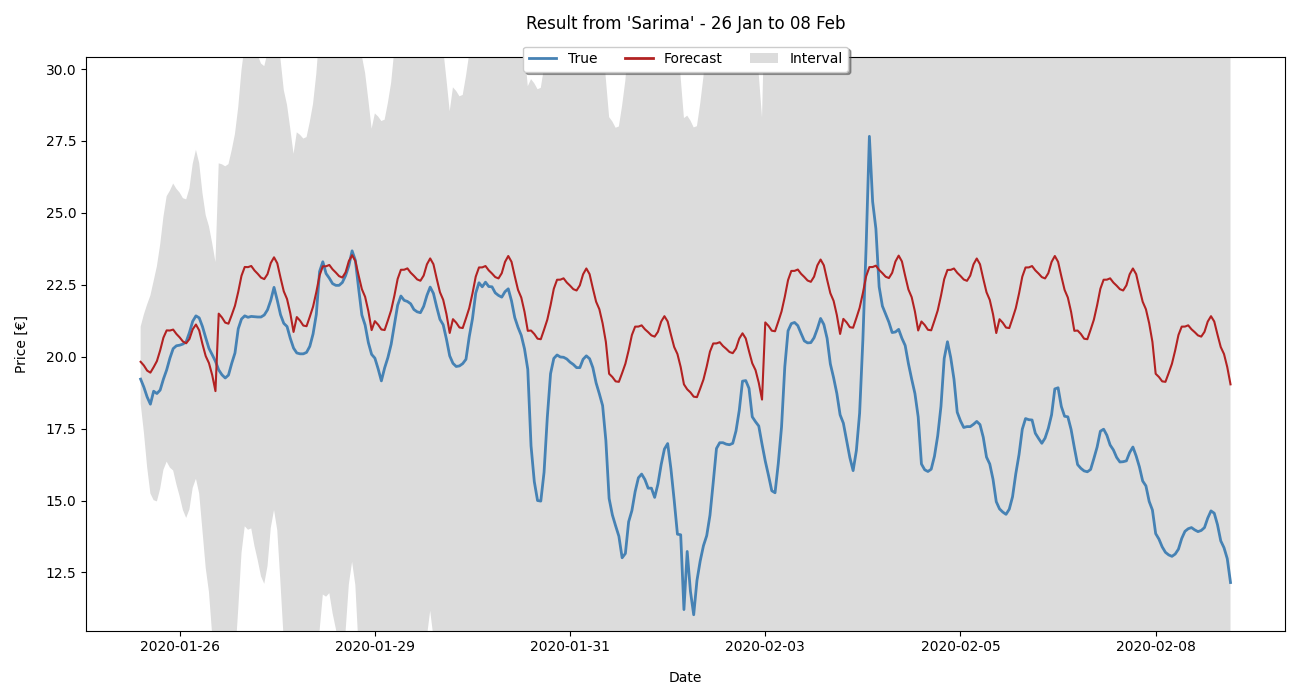 Result from 'Sarima' - 26 Jan to 08 Feb
True Forecast Interval
30.0
27.5
25.0
22.5
20.0
17.5
15.0
12.5
Price [€]
2020-01-26 2020-01-29 2020-01-31 2020-02-03 2020-02-05 2020-02-08
Date